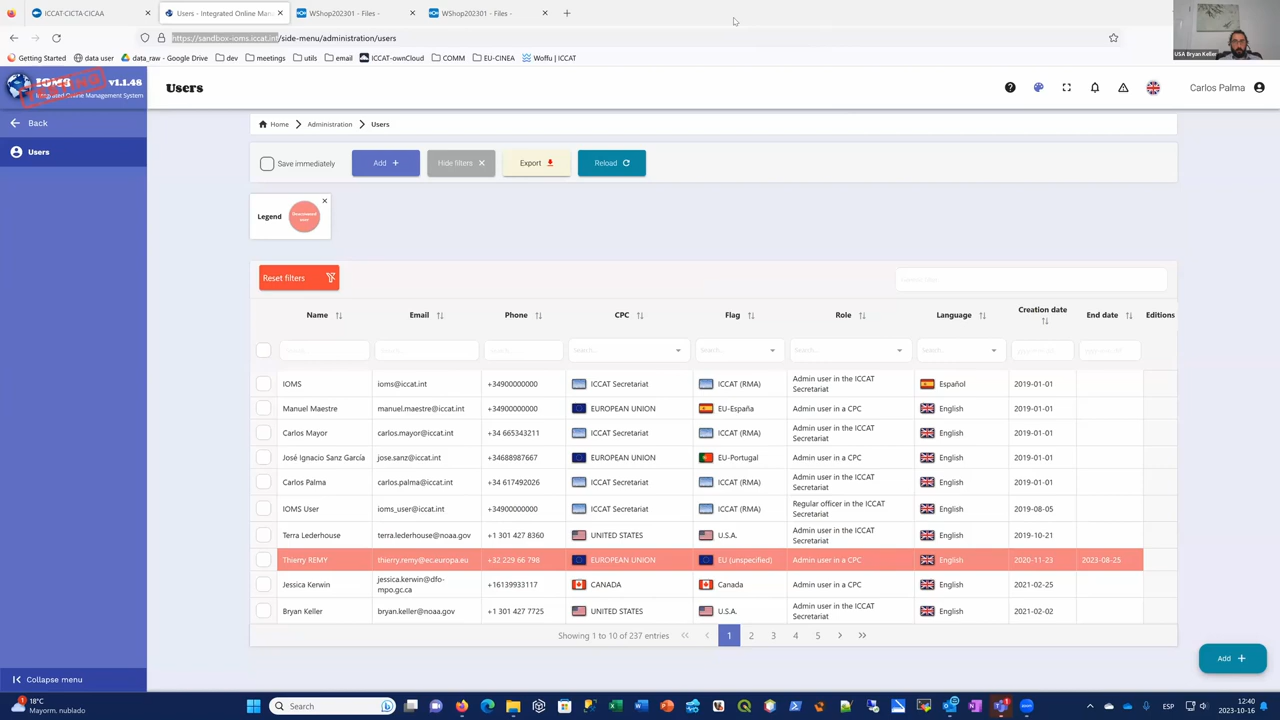 ICCAT·CICTA·CICAA
Users - Integrated Online Man
WShop202301 - Files -
WShop202301 - Files -
https://sandbox-ioms.iccat.int/side-menu/administration/users
Getting Started
data user
data_raw - Google Drive
dev
meetings
utils
email
ICCAT-ownCloud
COMM
EU-CINEA
Woffu | ICCAT
USA Bryan Keller
IOMS
v1.1.48
Integrated Online Management System
Users
Carlos Palma
Back
Users
Home
Administration
Users
Save immediately
Add
Hide filters
Export
Reload
Legend
Reset filters
Name Email Phone CPC Flag Role Language Creation date End date Editions
Search... Search... Search... Search...
IOMS ioms@iccat.int +34900000000 ICCAT Secretariat ICCAT (RMA) Admin user in the ICCAT Secretariat Español 2019-01-01
Manuel Maestre manuel.maestre@iccat.int +34900000000 EUROPEAN UNION EU-España Admin user in a CPC English 2019-01-01
Carlos Mayor carlos.mayor@iccat.int +34 665343211 ICCAT Secretariat ICCAT (RMA) Admin user in the ICCAT Secretariat English 2019-01-01
José Ignacio Sanz García jose.sanz@iccat.int +34688987667 EUROPEAN UNION EU-Portugal Admin user in a CPC English 2019-01-01
Carlos Palma carlos.palma@iccat.int +34 617492026 ICCAT Secretariat ICCAT (RMA) Admin user in the ICCAT Secretariat English 2019-01-01
IOMS User ioms_user@iccat.int +34900000000 ICCAT Secretariat ICCAT (RMA) Regular officer in the ICCAT Secretariat English 2019-08-05
Terra Lederhouse terra.lederhouse@noaa.gov +1 301 427 8360 UNITED STATES U.S.A. Admin user in the ICCAT Secretariat English 2019-10-21
Thierry REMY thierry.remy@ec.europa.eu +32 229 66 798 EUROPEAN UNION EU (unspecified) Admin user in a CPC English 2020-11-23 2023-08-25
Jessica Kerwin jessica.kerwin@dfo-mpo.gc.ca +16139933117 CANADA Canada Admin user in a CPC English 2021-02-25
Bryan Keller bryan.keller@noaa.gov +1 301 427 7725 UNITED STATES U.S.A. Admin user in the ICCAT Secretariat English 2021-02-02
Showing 1 to 10 of 237 entries
1 2 3 4 5
Add
Collapse menu
18°C
Mayorm. nublado
Search
ESP
12:40
2023-10-16